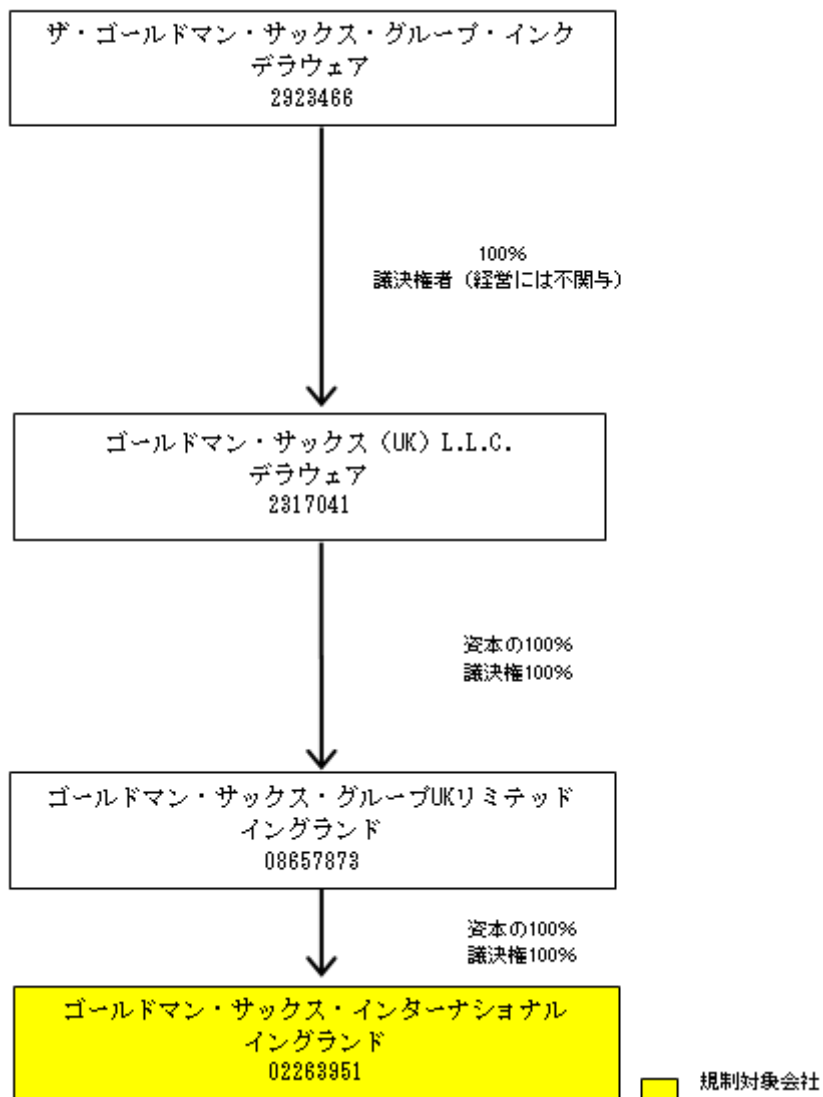 ザ・ゴールドマン・サックス・グループ・インク
デラウェア
2923466
100%
議決権者（経営には不関与）
ゴールドマン・サックス（UK）L.L.C.
デラウェア
2317041
資本の100%
議決権100%
ゴールドマン・サックス・グループUKリミテッド
イングランド
08657873
資本の100%
議決権100%
ゴールドマン・サックス・インターナショナル
イングランド
02263951
規制対象会社